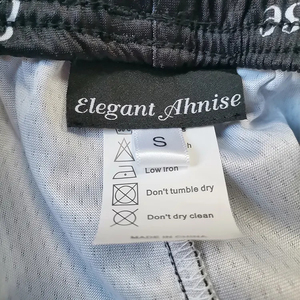 Elegant Ahnise
S
Low iron
Don't tumble dry
Don't dry clean